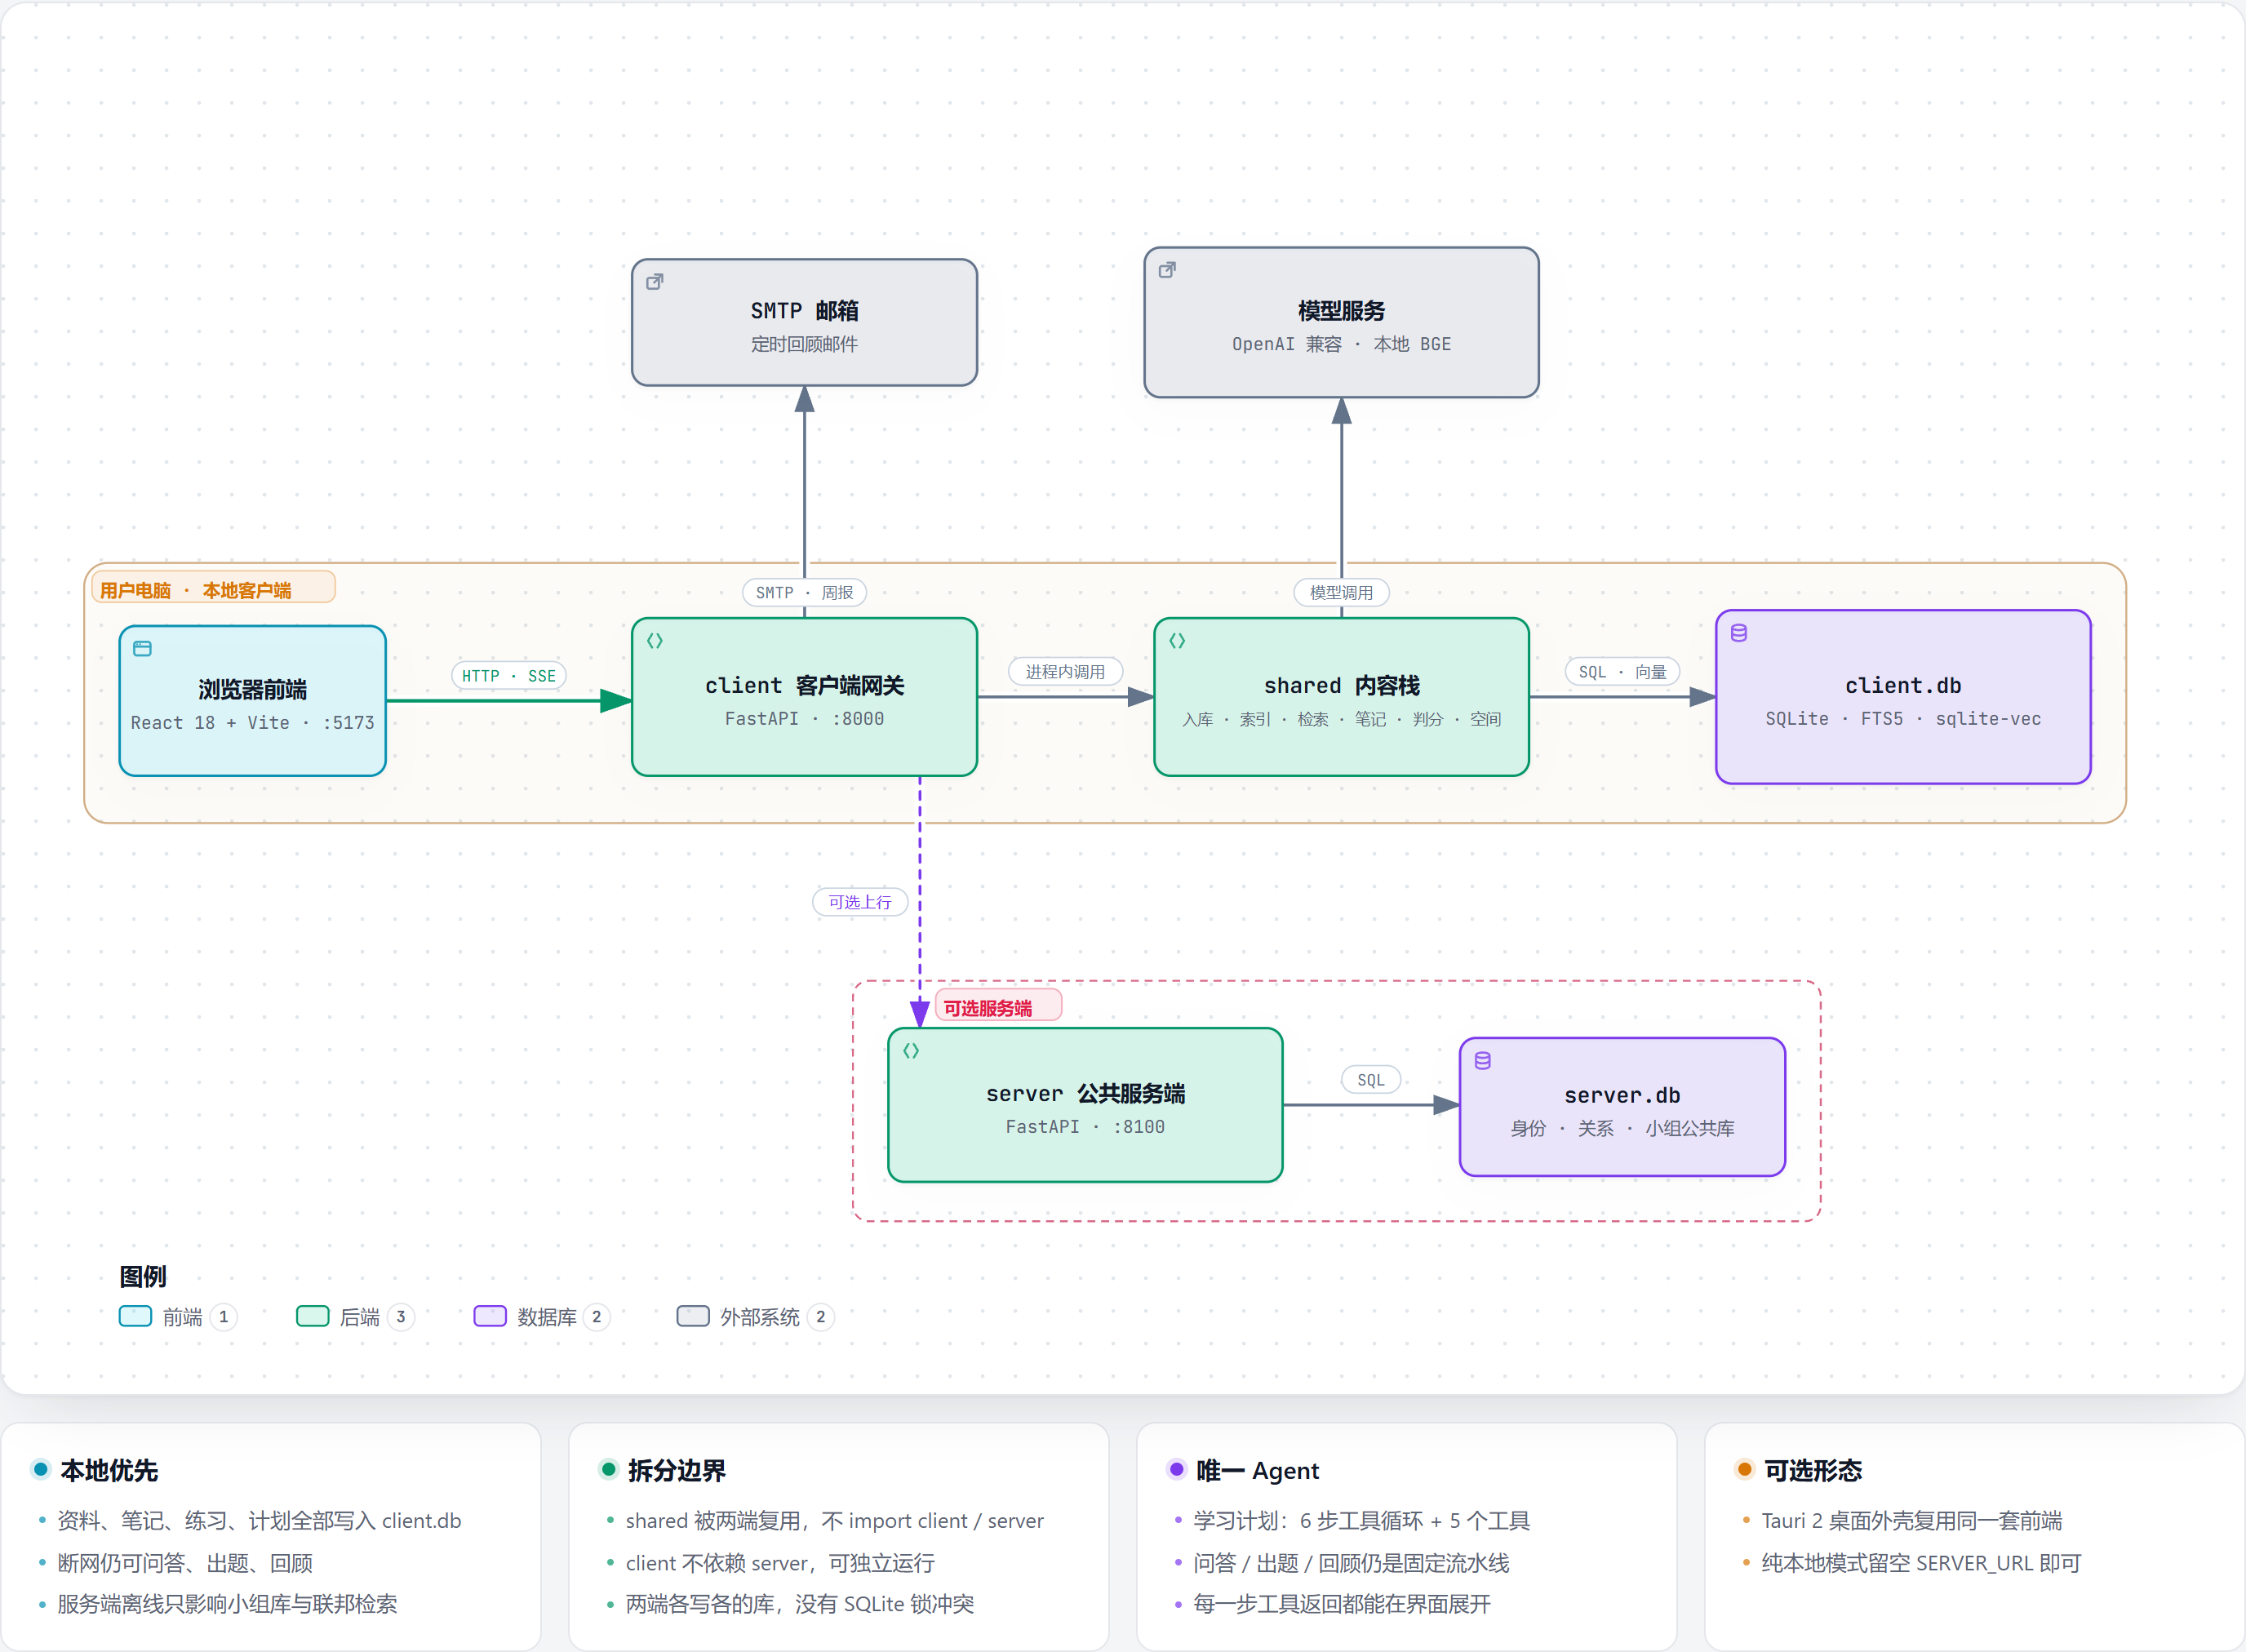 SMTP 邮箱
定时回顾邮件
模型服务
OpenAI 兼容 · 本地 BGE
用户电脑 · 本地客户端
SMTP · 周报
模型调用
浏览器前端
React 18 + Vite · :5173
HTTP · SSE
client 客户端网关
FastAPI · :8000
进程内调用
shared 内容栈
入库 · 索引 · 检索 · 笔记 · 判分 · 空间
SQL · 向量
client.db
SQLite · FTS5 · sqlite-vec
可选上行
可选服务端
server 公共服务端
FastAPI · :8100
SQL
server.db
身份 · 关系 · 小组公共库
图例
前端 1
后端 3
数据库 2
外部系统 2
本地优先
资料、笔记、练习、计划全部写入 client.db
断网仍可问答、出题、回顾
服务端离线只影响小组库与联邦检索
拆分边界
shared 被两端复用，不 import client / server
client 不依赖 server，可独立运行
两端各写各的库，没有 SQLite 锁冲突
唯一 Agent
学习计划：6 步工具循环 + 5 个工具
问答 / 出题 / 回顾仍是固定流水线
每一步工具返回都能在界面展开
可选形态
Tauri 2 桌面外壳复用同一套前端
纯本地模式留空 SERVER_URL 即可